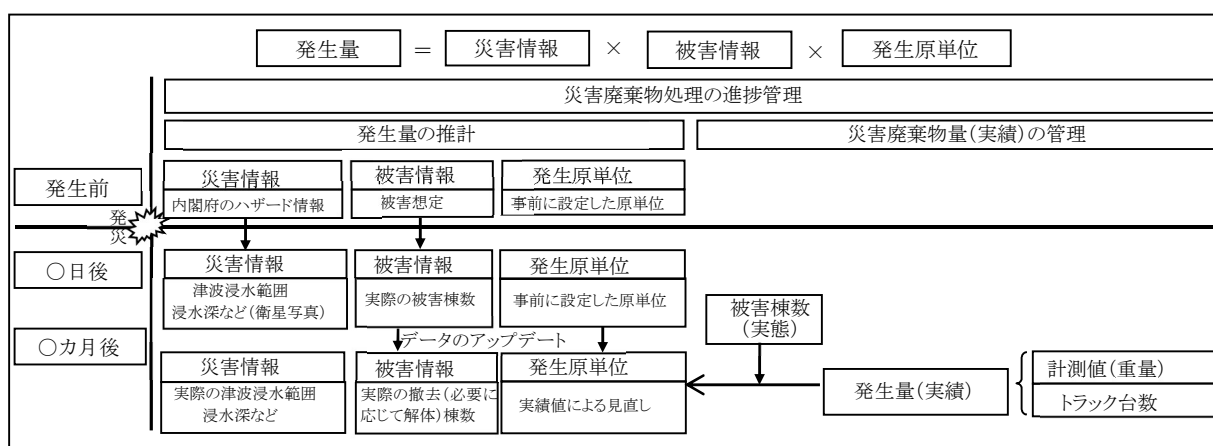 発生量 = 災害情報 × 被害情報 × 発生原単位
災害廃棄物処理の進捗管理
発生量の推計
災害廃棄物量(実績)の管理
発生前
災害情報
内閣府のハザード情報
被害情報
被害想定
発生原単位
事前に設定した原単位
発災
〇日後
災害情報
津波浸水範囲
浸水深など(衛星写真)
被害情報
実際の被害棟数
発生原単位
事前に設定した原単位
被害棟数
(実態)
データのアップデート
〇カ月後
災害情報
実際の津波浸水範囲
浸水深など
被害情報
実際の撤去(必要に
応じて解体)棟数
発生原単位
実績値による見直し
発生量(実績)
計測値(重量)
トラック台数